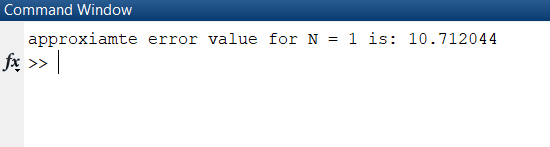 Command Window
approxiamte error value for N = 1 is: 10.712044
fx >>